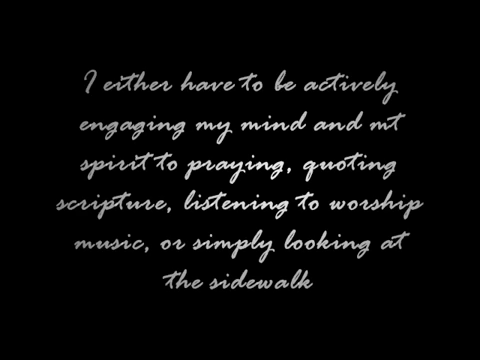 I either have to be actively
engaging my mind and mt
spirit to praying, quoting
scripture, listening to worship
music, or simply looking at
the sidewalk